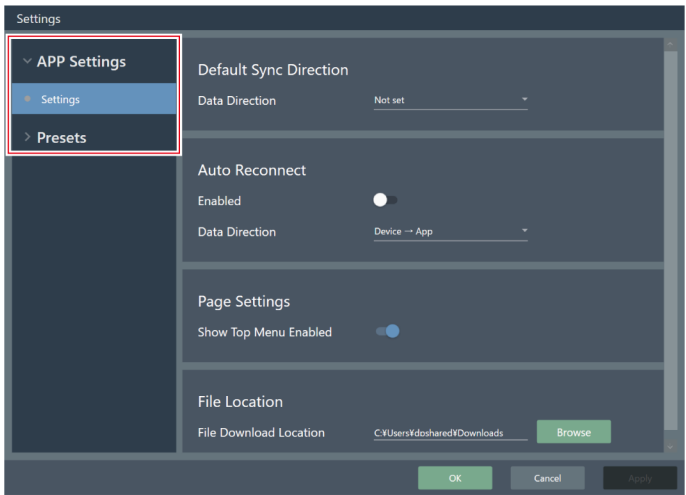 Settings
APP Settings
Settings
Presets
Default Sync Direction
Data Direction Not set
Auto Reconnect
Enabled
Data Direction Device → App
Page Settings
Show Top Menu Enabled
File Location
File Download Location C:¥Users¥dpshared¥Downloads Browse
OK Cancel Apply